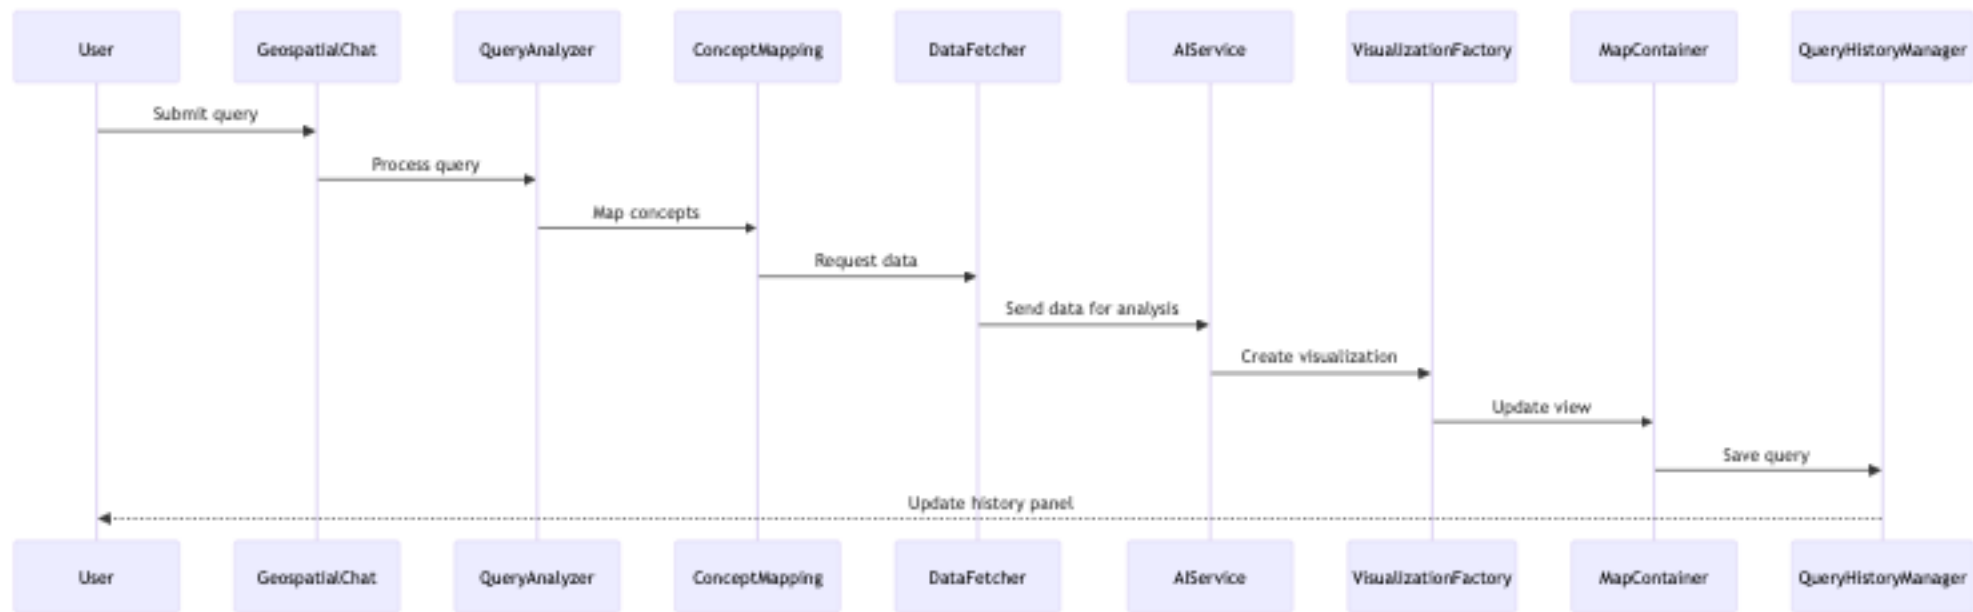 User
GeospatialChat
QueryAnalyzer
ConceptMapping
DataFetcher
AIService
VisualizationFactory
MapContainer
QueryHistoryManager
Submit query
Process query
Map concepts
Request data
Send data for analysis
Create visualization
Update view
Save query
Update history panel
User
GeospatialChat
QueryAnalyzer
ConceptMapping
DataFetcher
AIService
VisualizationFactory
MapContainer
QueryHistoryManager